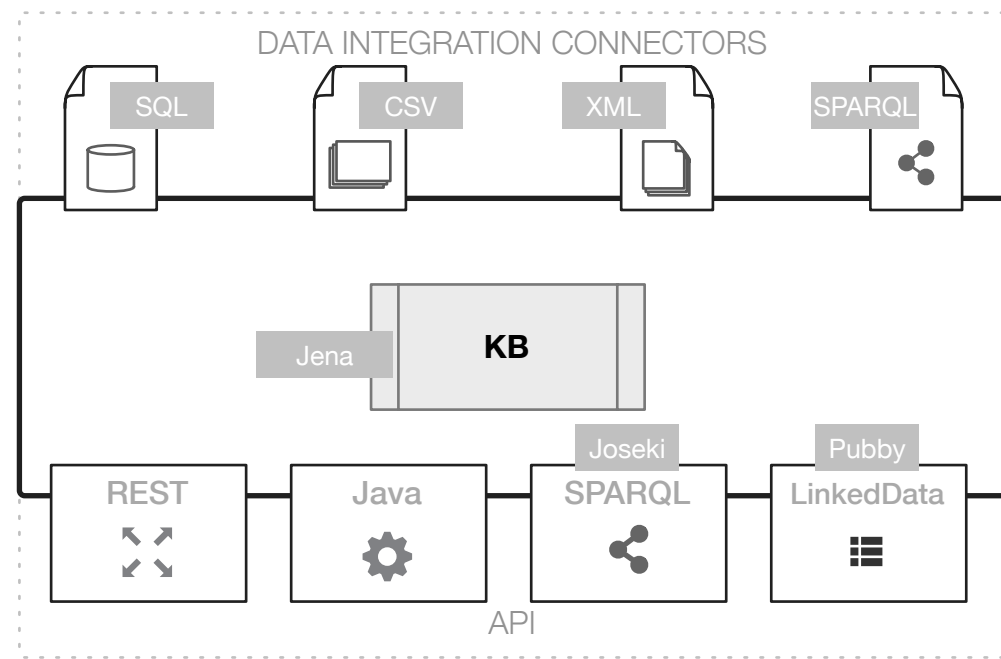 DATA INTEGRATION CONNECTORS
SQL
CSV
XML
SPARQL
KB
Jena
Joseki
Pubby
REST
Java
SPARQL
LinkedData
API